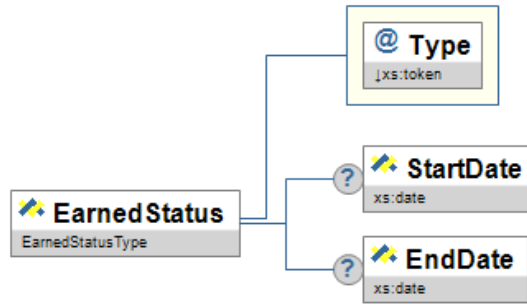 @ Type
↓xs:token
? StartDate
xs:date
EarnedStatus
EarnedStatusType
? EndDate
xs:date